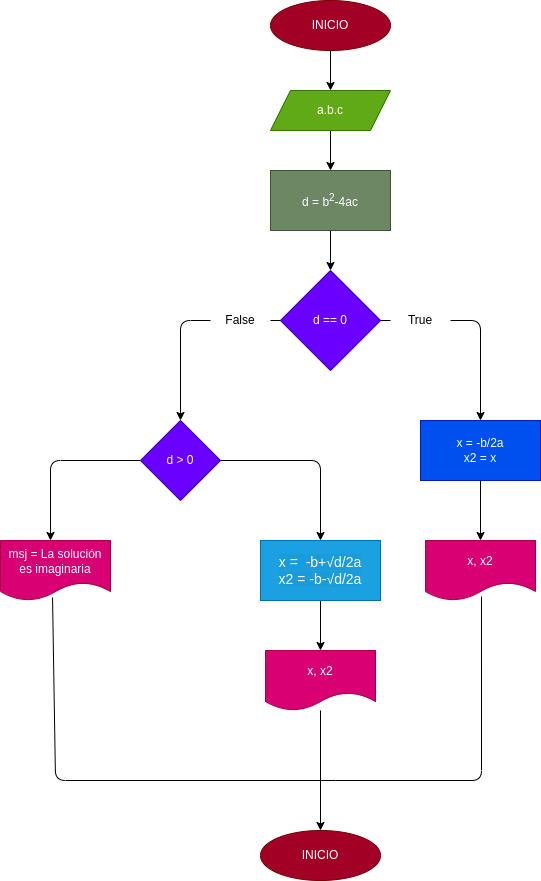 INICIO
a.b.c
d = b²-4ac
d == 0
False
True
d > 0
x = -b/2a
x2 = x
msj = La solución
es imaginaria
x = -b+√d/2a
x2 = -b-√d/2a
x, x2
x, x2
INICIO